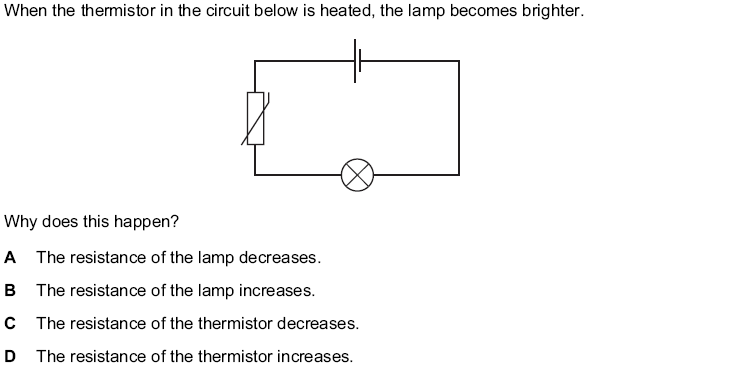 When the thermistor in the circuit below is heated, the lamp becomes brighter.
Why does this happen?
A The resistance of the lamp decreases.
B The resistance of the lamp increases.
C The resistance of the thermistor decreases.
D The resistance of the thermistor increases.